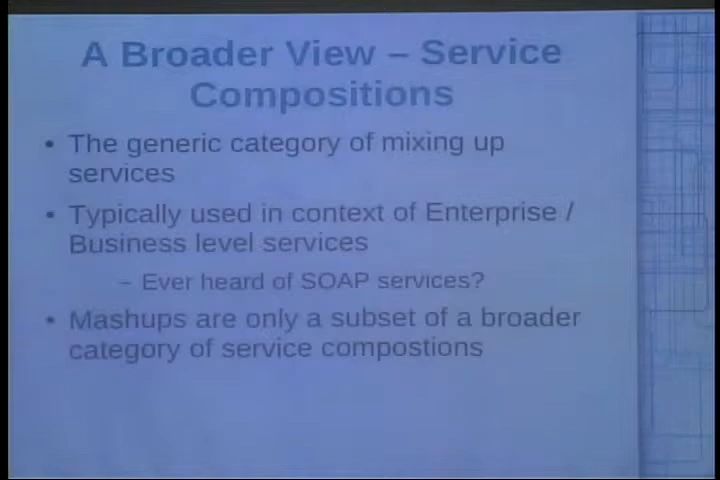 A Broader View – Service
Compositions
• The generic category of mixing up
services
• Typically used in context of Enterprise /
Business level services
– Ever heard of SOAP services?
• Mashups are only a subset of a broader
category of service compostions